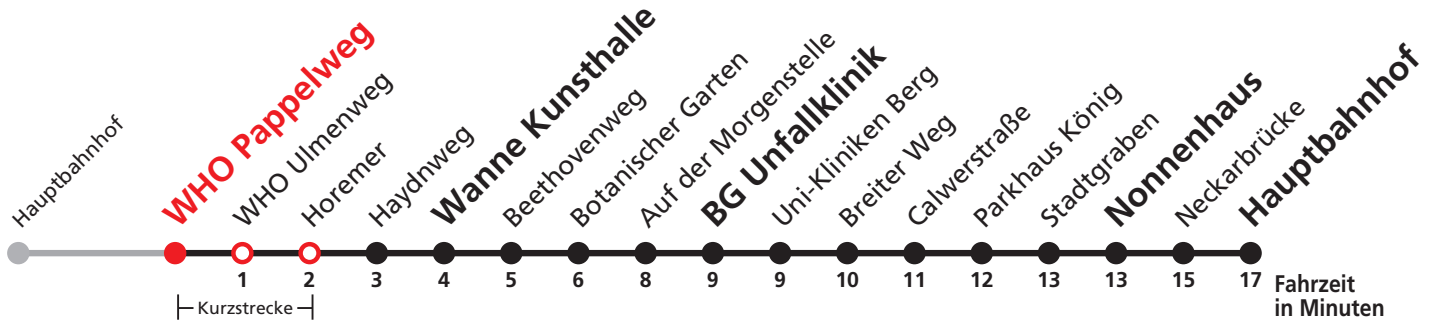 Hauptbahnhof
WHO Pappelweg
WHO Ulmenweg
Horemer
Haydnweg
Wanne Kunsthalle
Beethovenweg
Botanischer Garten
Auf der Morgenstelle
BG Unfallklinik
Uni-Kliniken Berg
Breiter Weg
Calwerstraße
Parkhaus König
Stadtgraben
Nonnenhaus
Neckarbrücke
Hauptbahnhof
1 2 3 4 5 6 8 9 9 10 11 12 13 13 15 17
Fahrzeit
in Minuten
Kurzstrecke